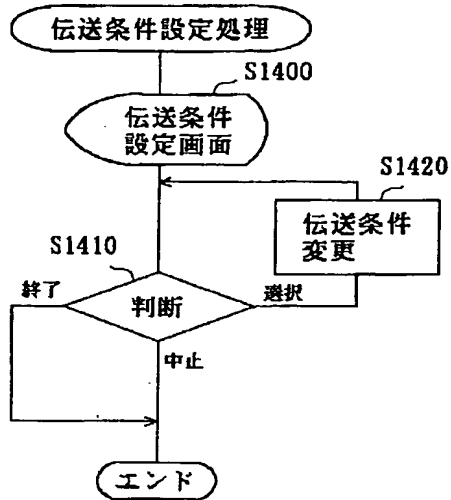 伝送条件設定処理
S1400
伝送条件
設定画面
S1420
伝送条件
変更
S1410
終了
判断
選択
中止
エンド